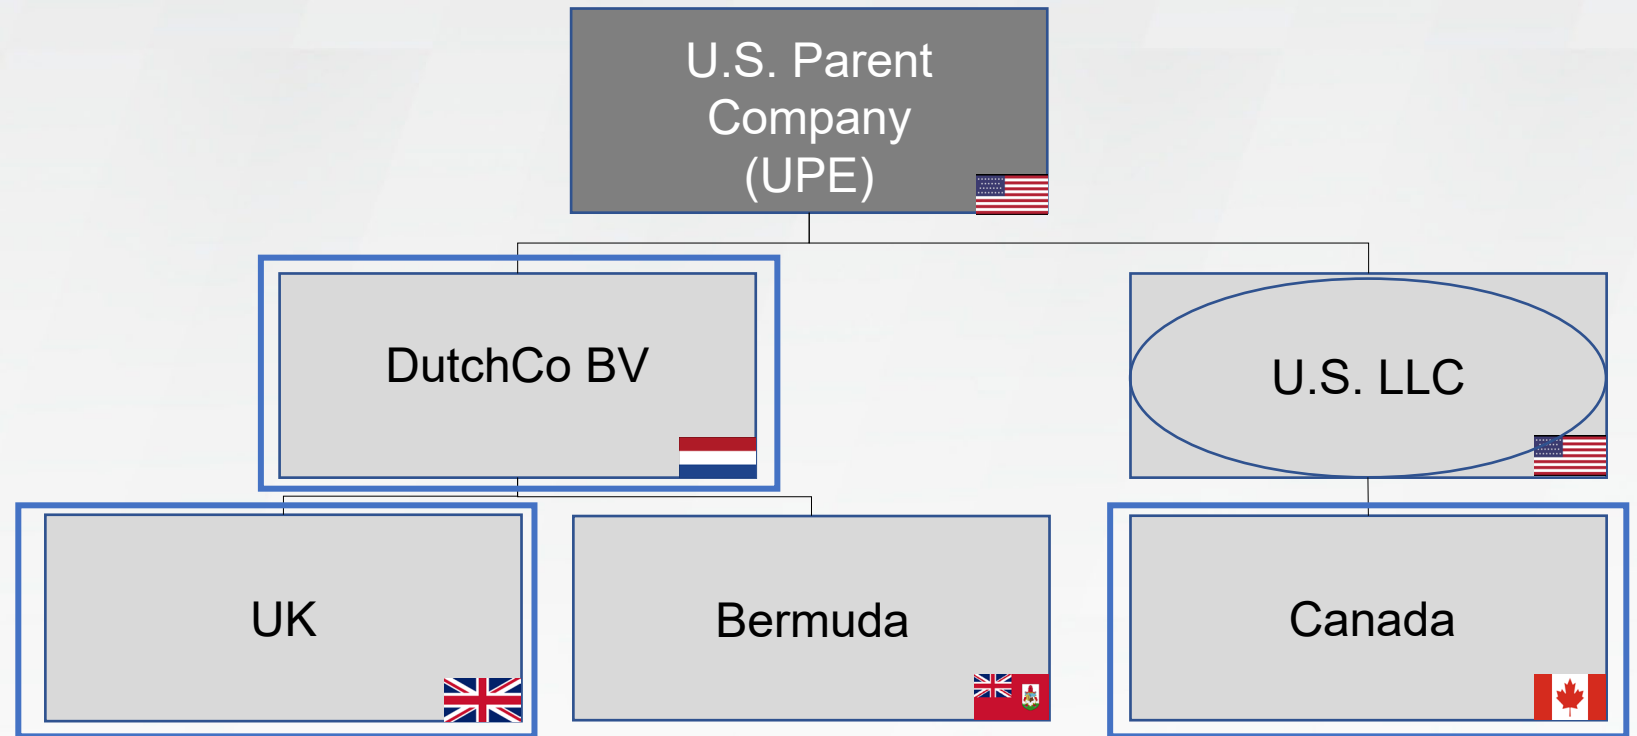 U.S. Parent
Company
(UPE)
DutchCo BV
U.S. LLC
UK
Bermuda
Canada